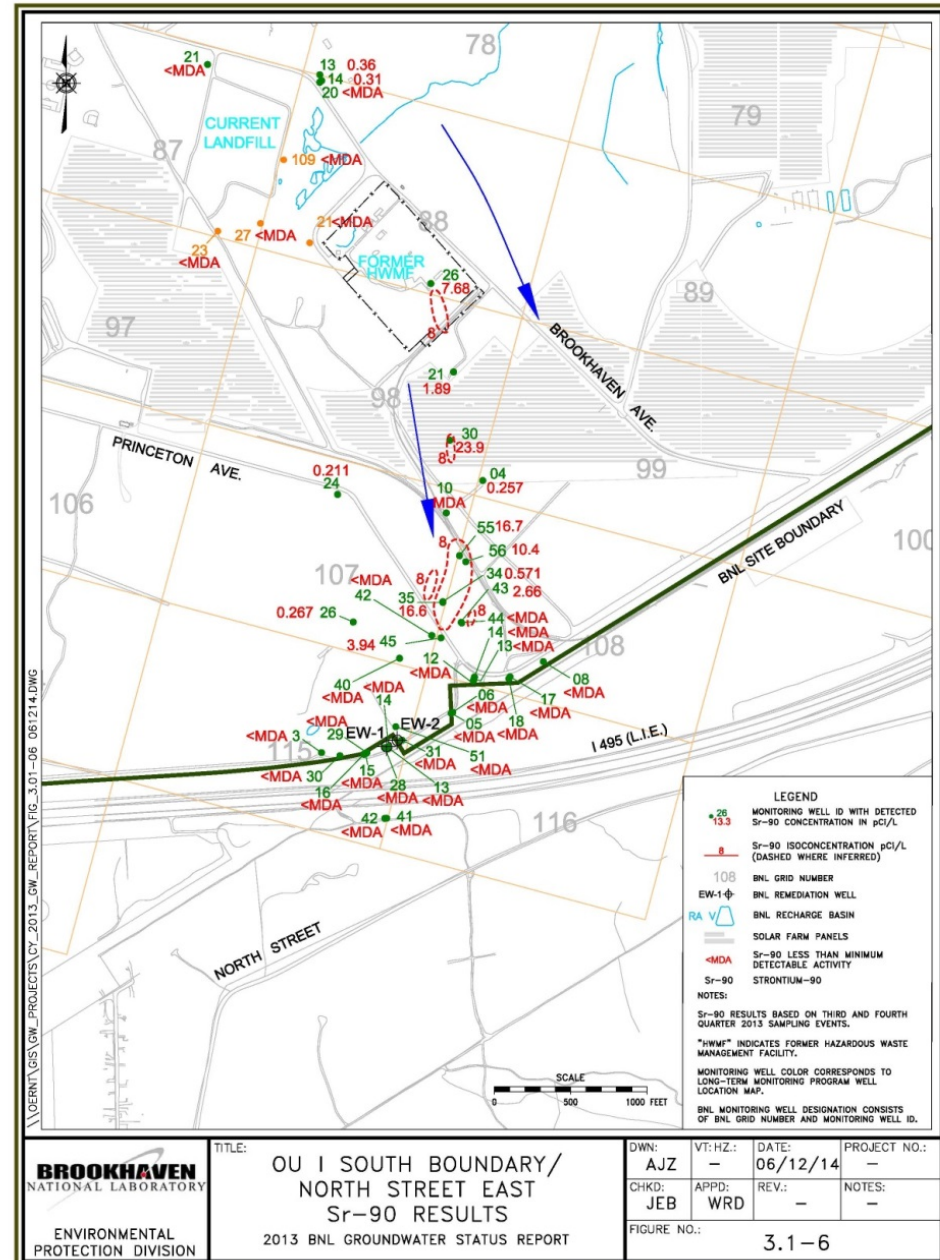 78
21
<MDA
13 0.36
14 0.31
20 <MDA
79
CURRENT
LANDFILL
87
109 <MDA
88
21 <MDA
27 <MDA
23
<MDA
FORMER
HWMF
26
7.68
8
89
97
BROOKHAVEN AVE.
21
1.89
98
30
23.9
8
PRINCETON AVE.
99
04
0.257
0.211
24
10
106
55 16.7
56 10.4
8
BNL SITE BOUNDARY
100
107
<MDA
8
34 0.571
43 2.66
35
16.6
42
8
0.267 26
44 <MDA
14 <MDA
13 <MDA
108
3.94 45
12
<MDA
40
<MDA
<MDA
08
<MDA
17
<MDA
18
<MDA
06
<MDA
05
<MDA
14
<MDA
EW-2
EW-1
29
<MDA 3
115
30
<MDA
31
<MDA
51
<MDA
15
<MDA
16
<MDA
28
<MDA
13
<MDA
42
<MDA
41
<MDA
I 495 (L.I.E.)
116
NORTH STREET
SCALE
0 500 1000 FEET
LEGEND
26
13.3
MONITORING WELL ID WITH DETECTED
Sr-90 CONCENTRATION IN pCi/L
8
Sr-90 ISOCONCENTRATION pCi/L
(DASHED WHERE INFERRED)
108 BNL GRID NUMBER
EW-1 BNL REMEDIATION WELL
RA V BNL RECHARGE BASIN
SOLAR FARM PANELS
<MDA Sr-90 LESS THAN MINIMUM
DETECTABLE ACTIVITY
Sr-90 STRONTIUM-90
NOTES:
Sr-90 RESULTS BASED ON THIRD AND FOURTH
QUARTER 2013 SAMPLING EVENTS.
"HWMF" INDICATES FORMER HAZARDOUS WASTE
MANAGEMENT FACILITY.
MONITORING WELL COLOR CORRESPONDS TO
LONG-TERM MONITORING PROGRAM WELL
LOCATION MAP.
BNL MONITORING WELL DESIGNATION CONSISTS
OF BNL GRID NUMBER AND MONITORING WELL ID.
\\OERNT\GIS\GW_PROJECTS\CY_2013_GW_REPORT\FIG_3.01-06_061214.DWG
BROOKHAVEN
NATIONAL LABORATORY
ENVIRONMENTAL
PROTECTION DIVISION
TITLE:
OU I SOUTH BOUNDARY/
NORTH STREET EAST
Sr-90 RESULTS
2013 BNL GROUNDWATER STATUS REPORT
DWN: VT:HZ.: DATE: PROJECT NO.:
AJZ - 06/12/14 -
CHKD: APPD: REV.: NOTES:
JEB WRD - -
FIGURE NO.:
3.1-6